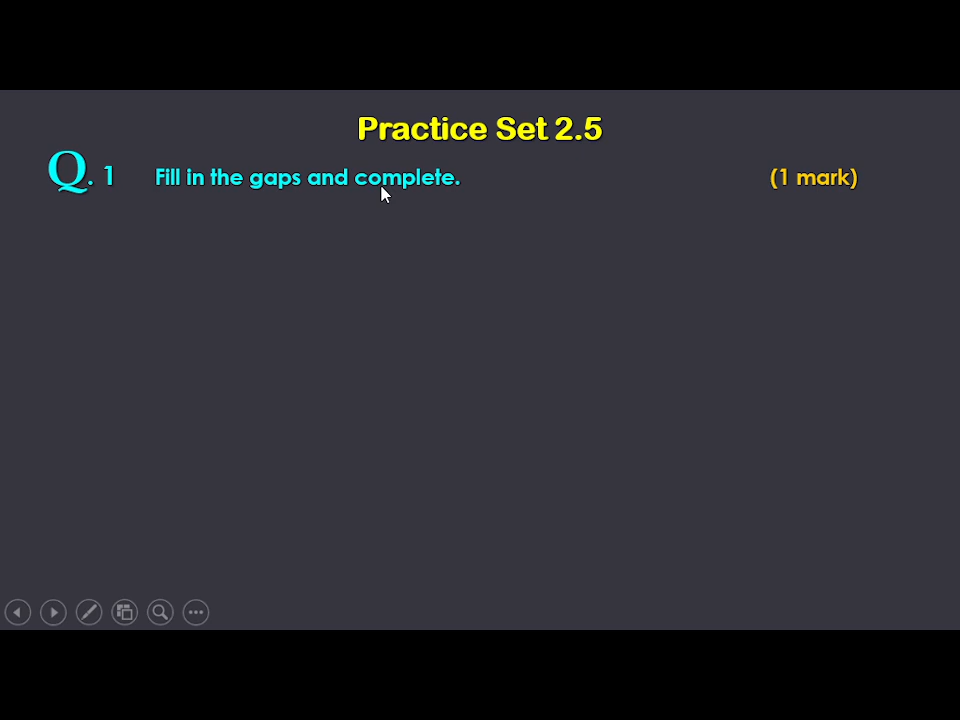 Practice Set 2.5
Q. 1 Fill in the gaps and complete. (1 mark)